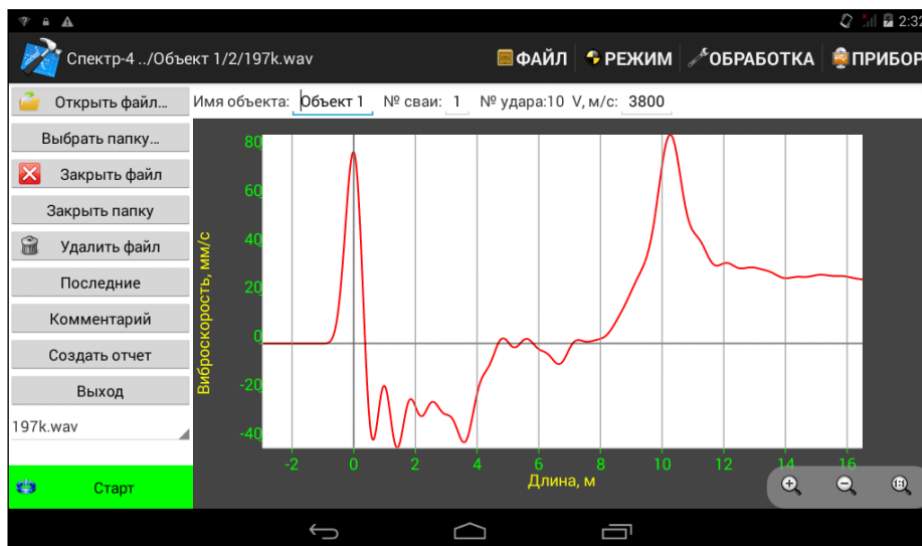 2:32
Спектр-4 ../Объект 1/2/197k.wav
ФАЙЛ
РЕЖИМ
ОБРАБОТКА
ПРИБОР
Открыть файл...
Выбрать папку...
Закрыть файл
Закрыть папку
Удалить файл
Последние
Комментарий
Создать отчет
Выход
197k.wav
Старт
Имя объекта: Объект 1 № сваи: 1 № удара:10 V, м/с: 3800
Виброскорость, мм/с
80
60
40
20
0
-20
-40
-2 0 2 4 6 8 10 12 14 16
Длина, м